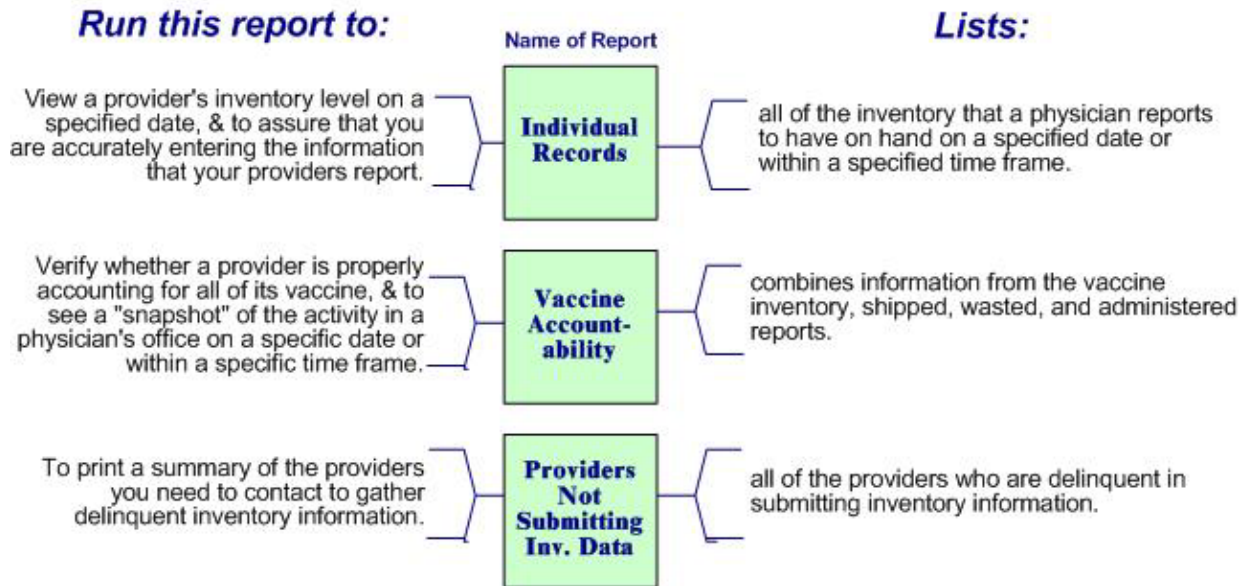 Run this report to:
Name of Report
Lists:
View a provider's inventory level on a
specified date, & to assure that you
are accurately entering the information
that your providers report.
Individual
Records
all of the inventory that a physician reports
to have on hand on a specified date or
within a specified time frame.
Verify whether a provider is properly
accounting for all of its vaccine, & to
see a "snapshot" of the activity in a
physician's office on a specific date or
within a specific time frame.
Vaccine
Account-
ability
combines information from the vaccine
inventory, shipped, wasted, and administered
reports.
To print a summary of the providers
you need to contact to gather
delinquent inventory information.
Providers
Not
Submitting
Inv. Data
all of the providers who are delinquent in
submitting inventory information.